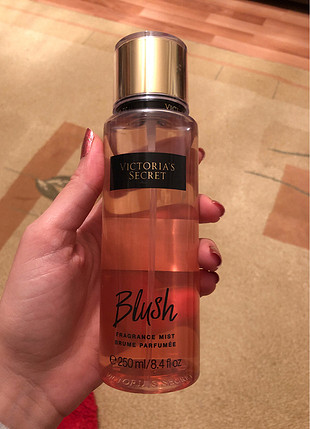 VICTORIA'S
SECRET
Blush
FRAGRANCE MIST
BRUME PARFUMÉE
℮ 250 ml/8.4 fl oz